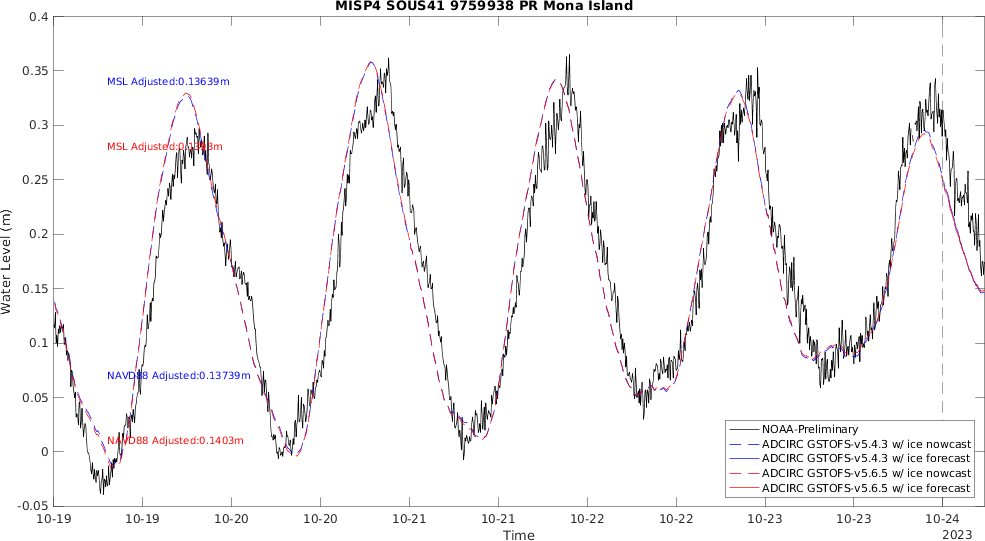 MISP4 SOUS41 9759938 PR Mona Island
0.4
0.35
0.3
0.25
0.2
0.15
0.1
0.05
0
-0.05
Water Level (m)
MSL Adjusted:0.13639m
MSL
NAVD88 Adjusted:0.13739m
NAVD88 Adjusted:0.1403m
NOAA-Preliminary
ADCIRC GSTOFS-v5.4.3 w/ ice nowcast
ADCIRC GSTOFS-v5.4.3 w/ ice forecast
ADCIRC GSTOFS-v5.6.5 w/ ice nowcast
ADCIRC GSTOFS-v5.6.5 w/ ice forecast
10-19 10-19 10-20 10-20 10-21 10-21 10-22 10-22 10-23 10-23 10-24
Time
2023